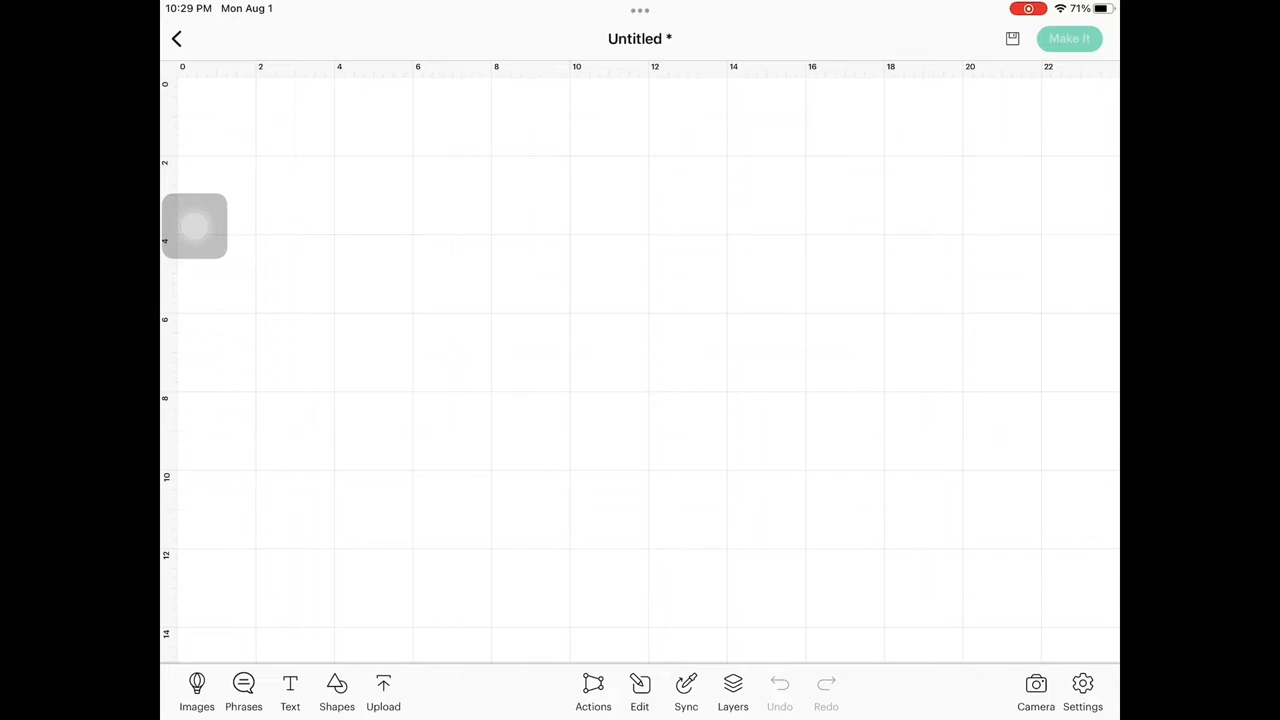 10:29 PM Mon Aug 1 71%
Untitled *
Make It
0 2 4 6 8 10 12 14 16 18 20 22
0
2
4
6
8
10
12
14
Images Phrases Text Shapes Upload Actions Edit Sync Layers Undo Redo Camera Settings